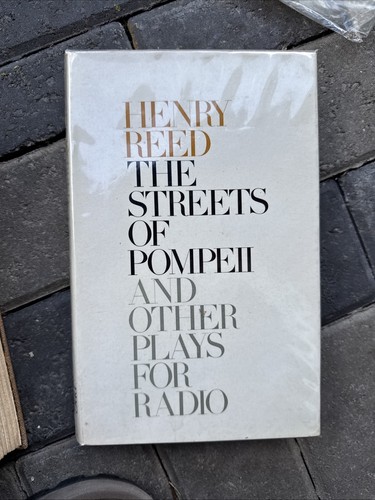 HENRY
REED
THE
STREETS
OF
POMPEII
AND
OTHER
PLAYS
FOR
RADIO